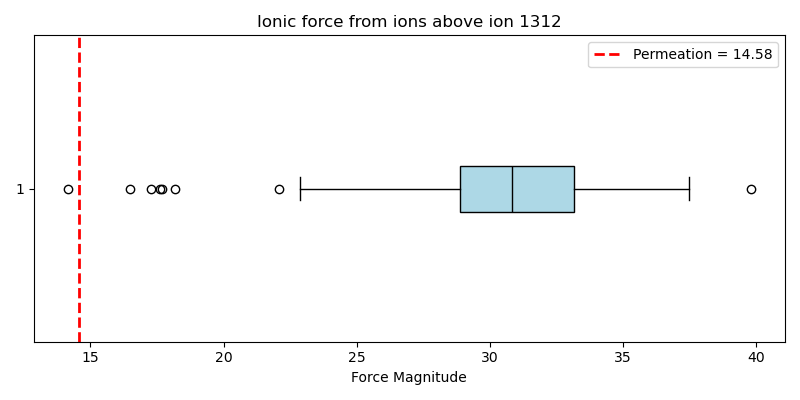 Ionic force from ions above ion 1312
Permeation = 14.58
1
15 20 25 30 35 40
Force Magnitude